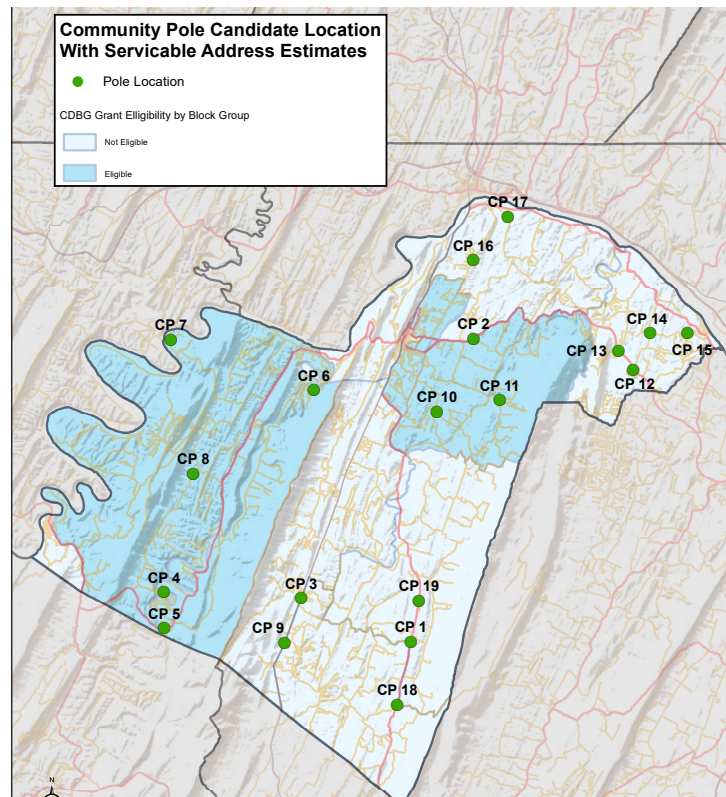 Community Pole Candidate Location
With Servicable Address Estimates
Pole Location
CDBG Grant Elligibility by Block Group
Not Eligible
Eligible
CP 17
CP 16
CP 7
CP 2
CP 14
CP 13
CP 15
CP 12
CP 6
CP 10
CP 11
CP 8
CP 4
CP 3
CP 19
CP 5
CP 9
CP 1
CP 18
N